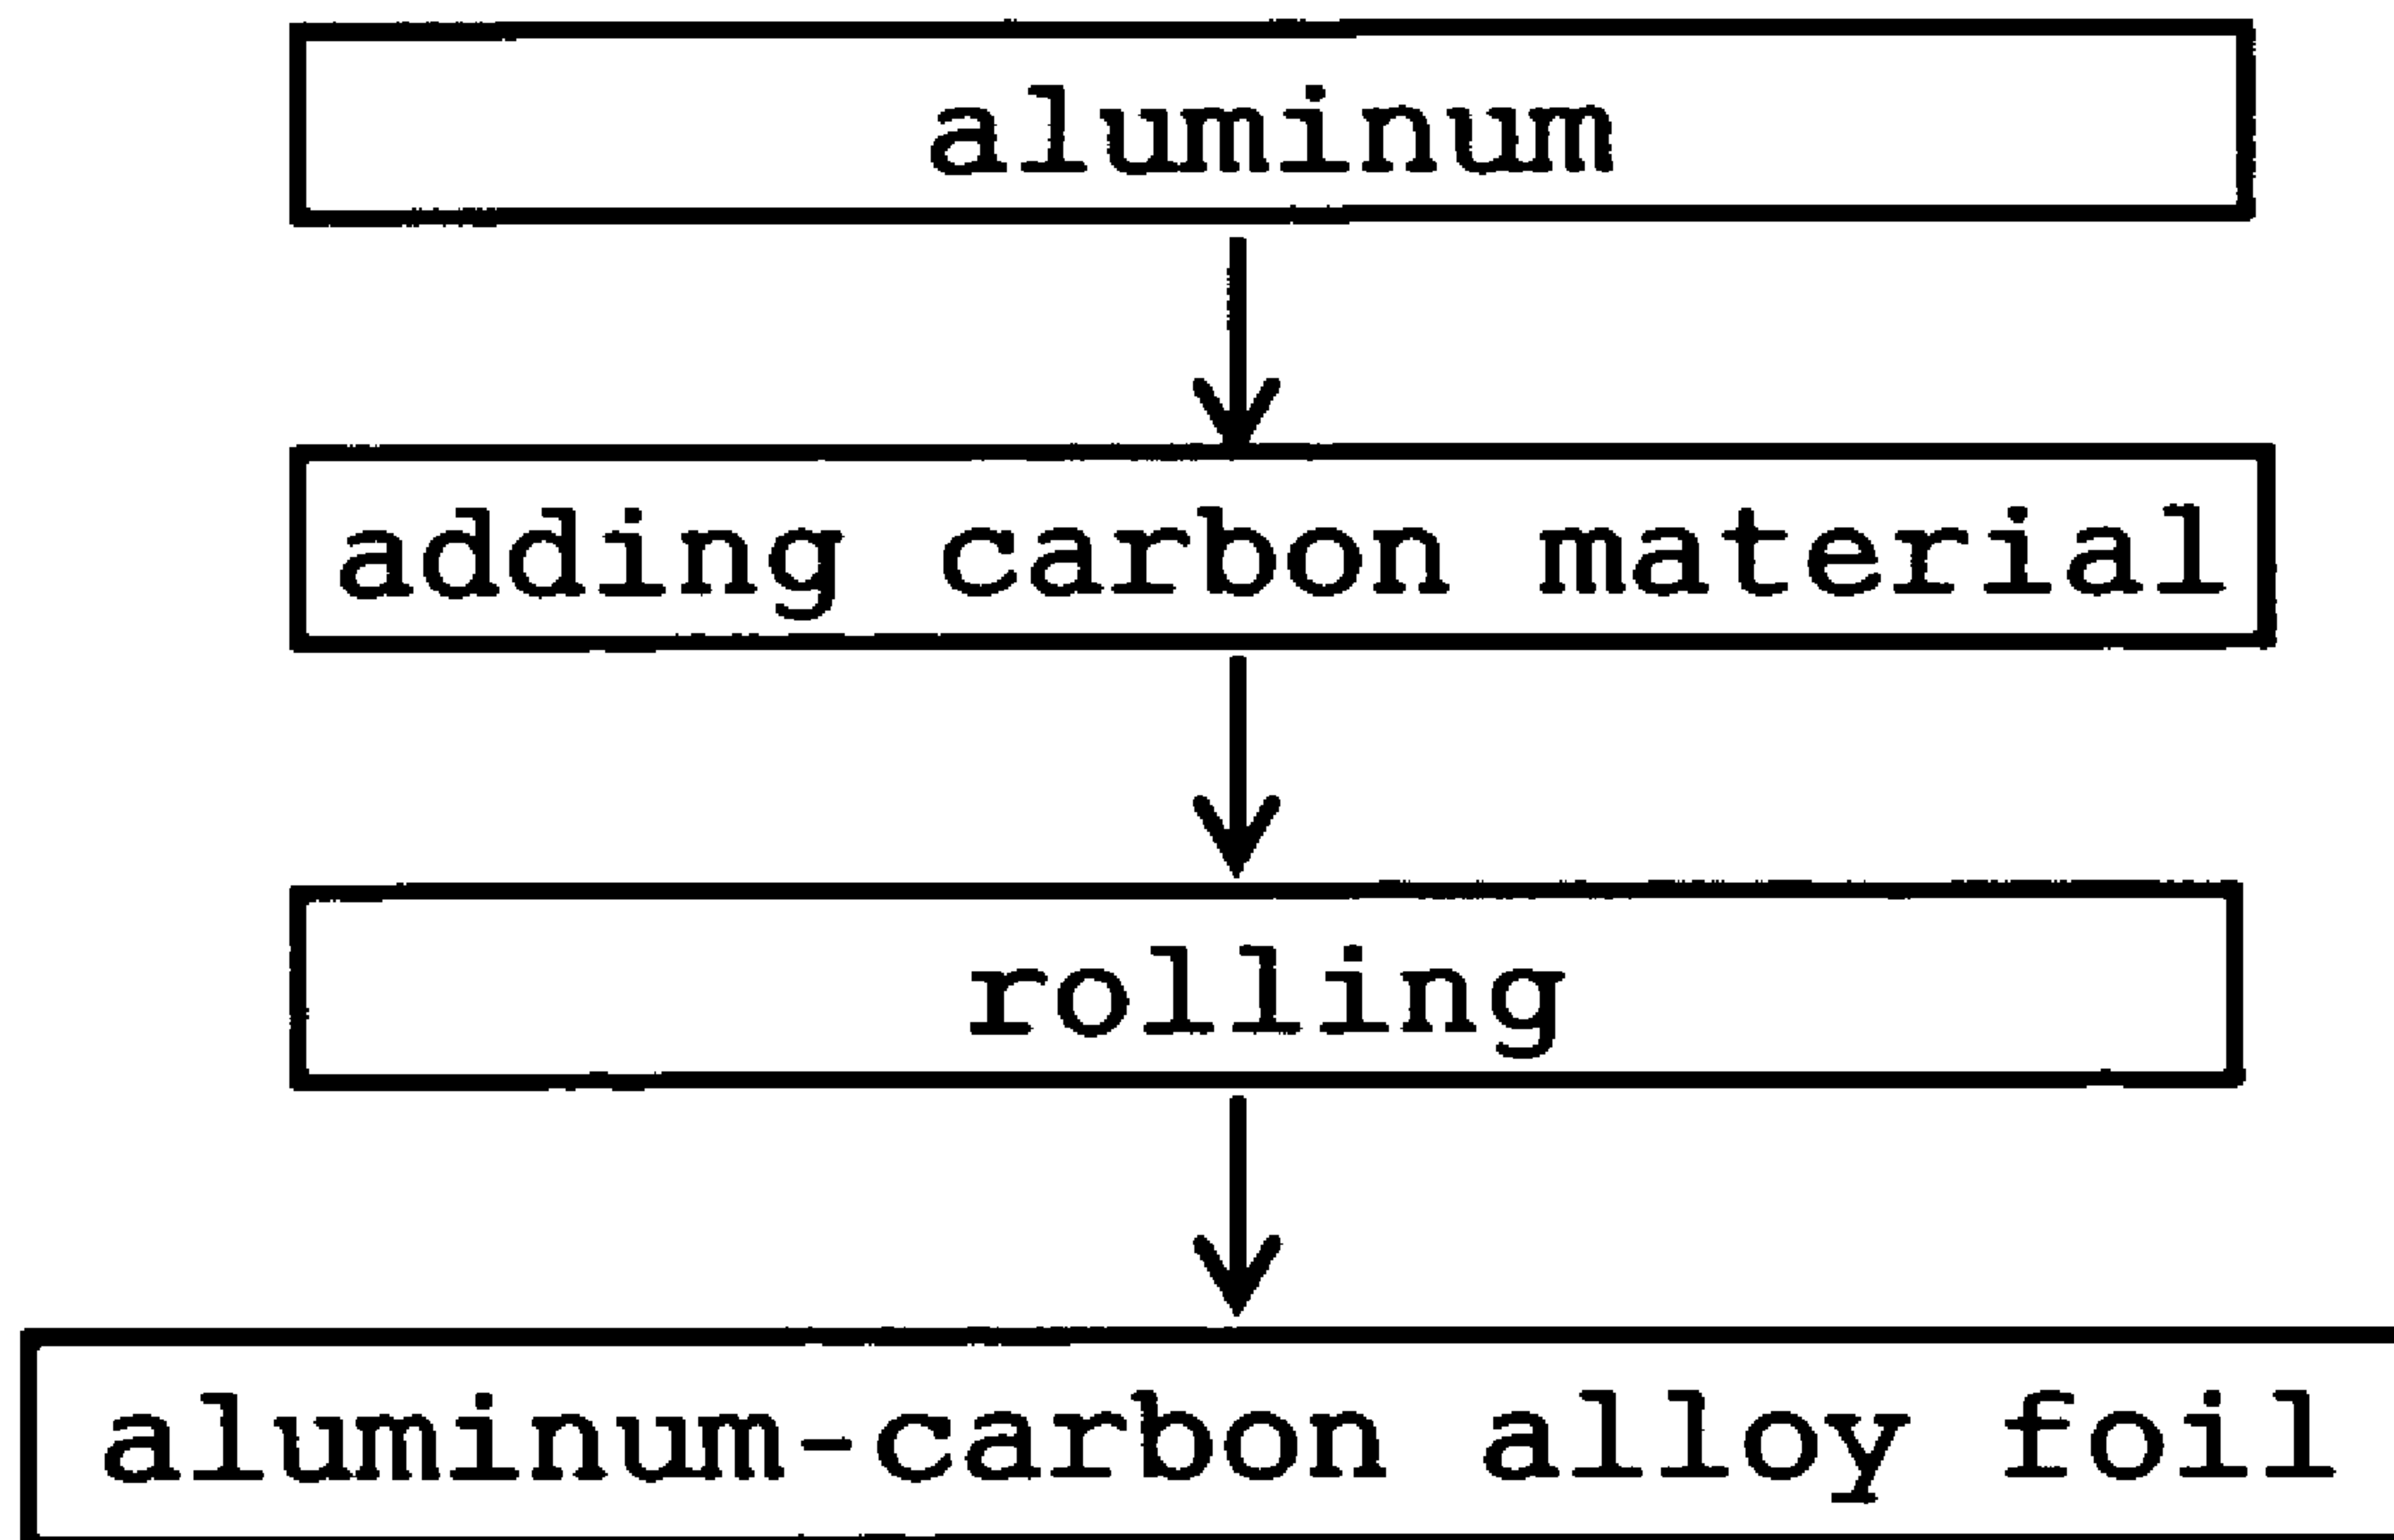 aluminum
adding carbon material
rolling
aluminum-carbon alloy foil